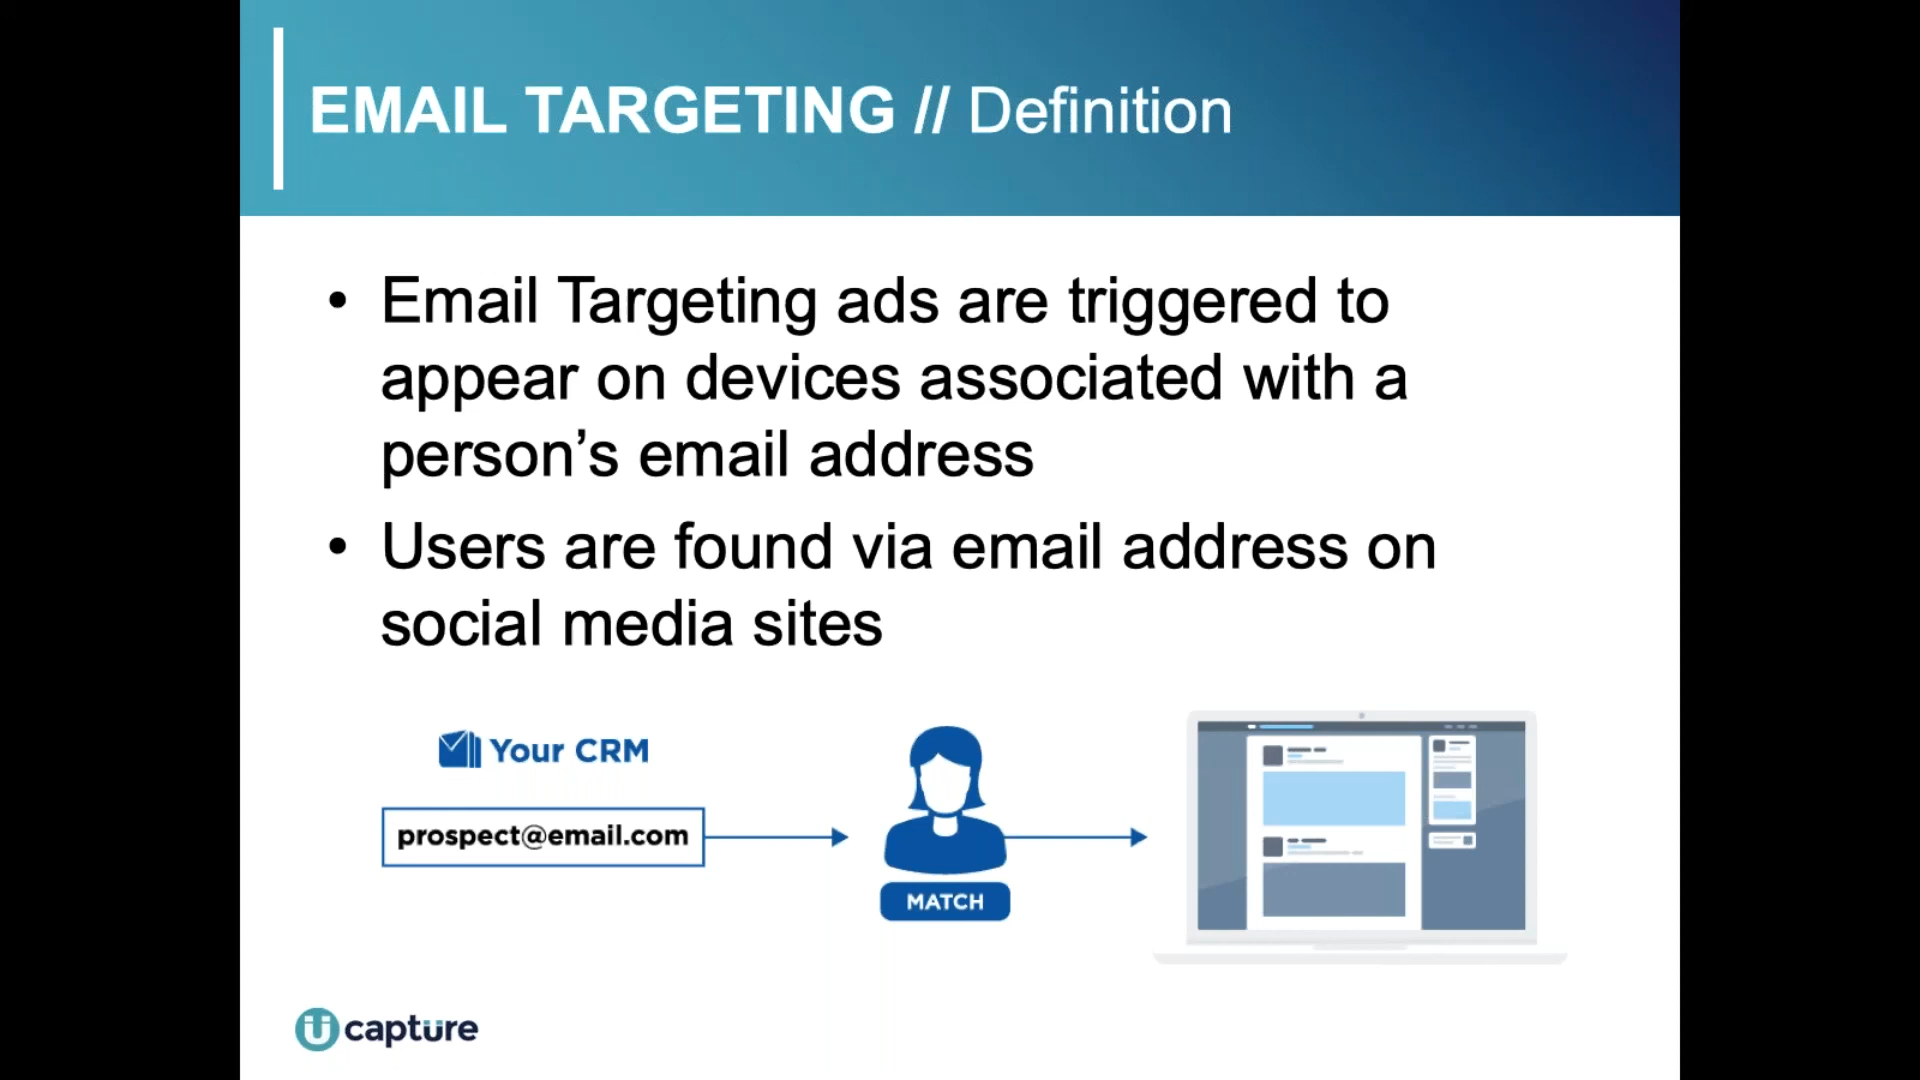 EMAIL TARGETING // Definition
• Email Targeting ads are triggered to
appear on devices associated with a
person’s email address
• Users are found via email address on
social media sites
Your CRM
prospect@email.com
MATCH
capture